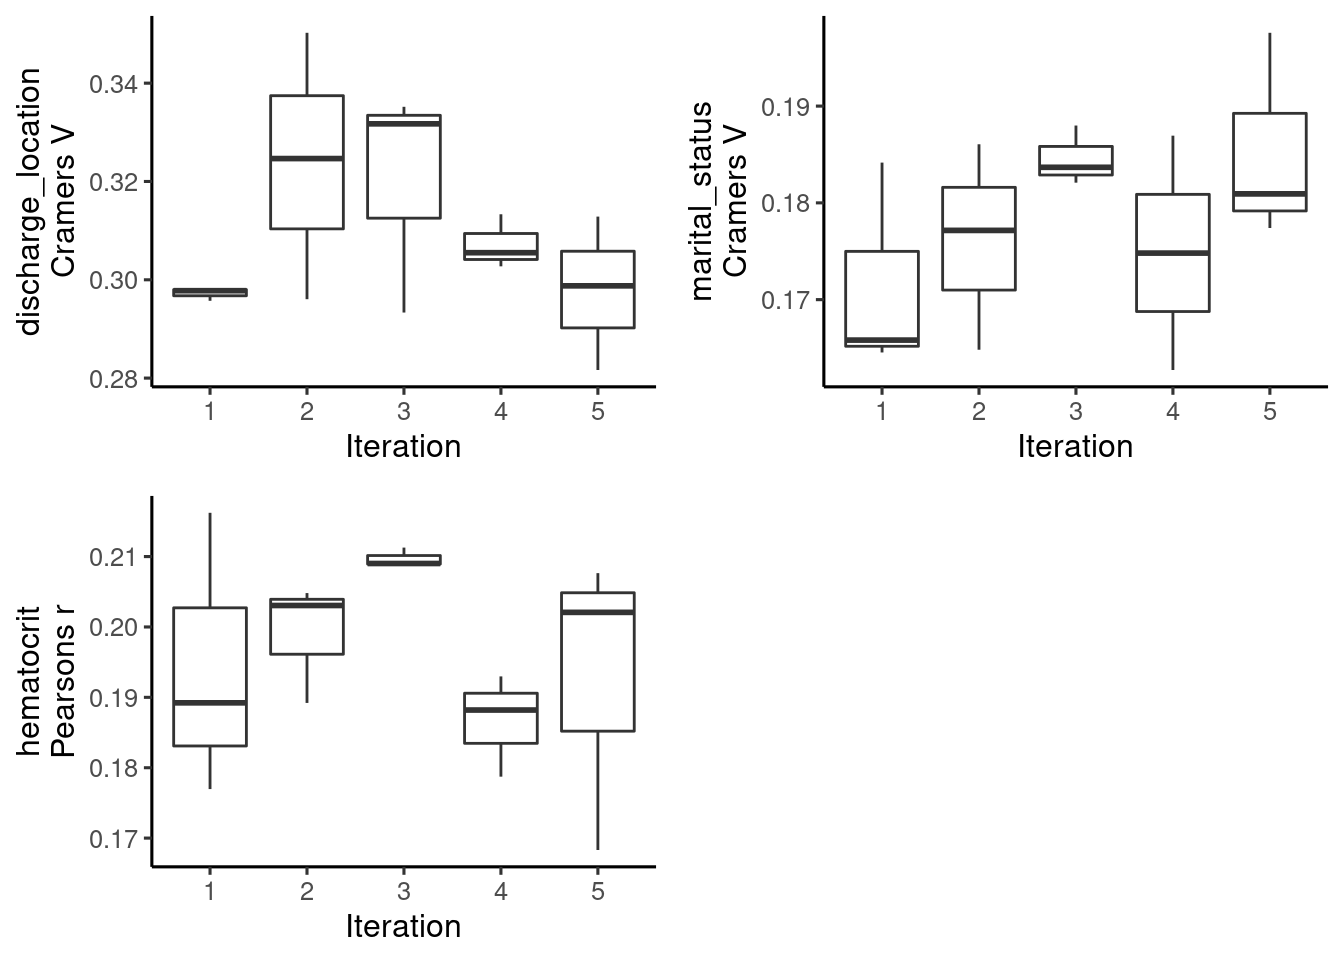 discharge_location
Cramers V
0.34
0.32
0.30
0.28
1 2 3 4 5
Iteration
marital_status
Cramers V
0.19
0.18
0.17
1 2 3 4 5
Iteration
hematocrit
Pearsons r
0.21
0.20
0.19
0.18
0.17
1 2 3 4 5
Iteration